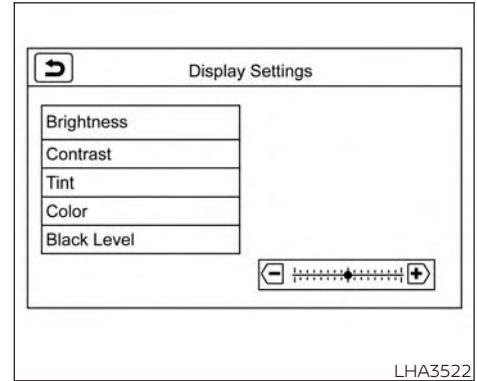 Display Settings
Brightness
Contrast
Tint
Color
Black Level
LHA3522